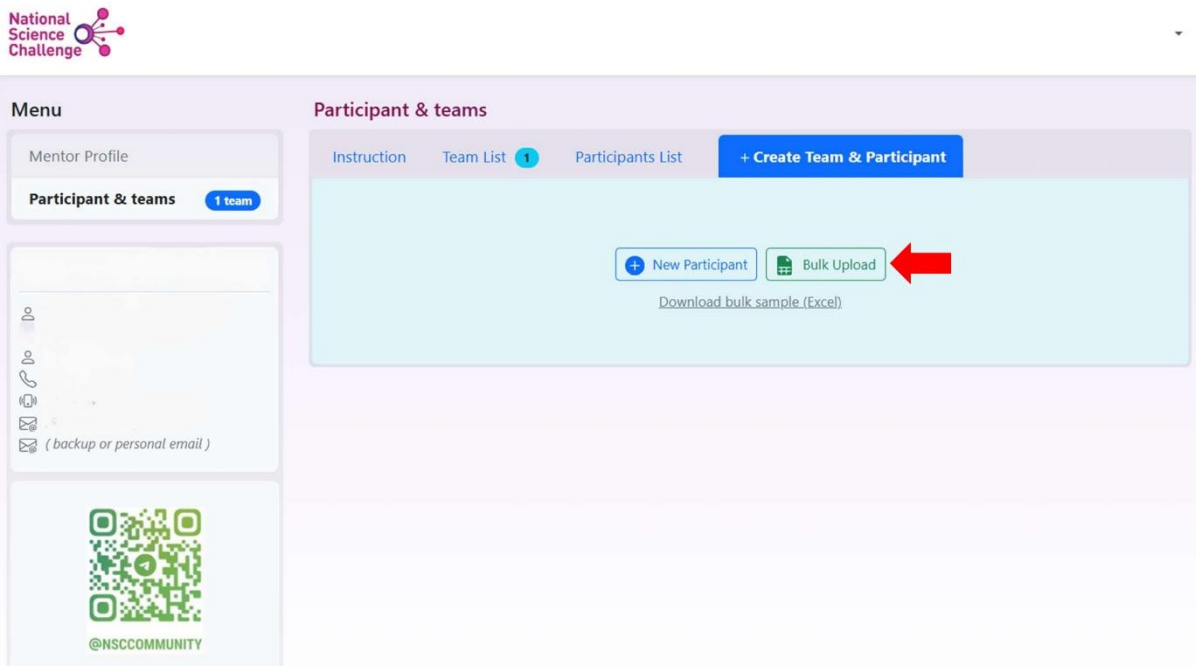 National
Science
Challenge
Menu
Mentor Profile
Participant & teams
1 team
( backup or personal email )
@NSCCOMMUNITY
Participant & teams
Instruction
Team List 1
Participants List
+ Create Team & Participant
New Participant
Bulk Upload
Download bulk sample (Excel)